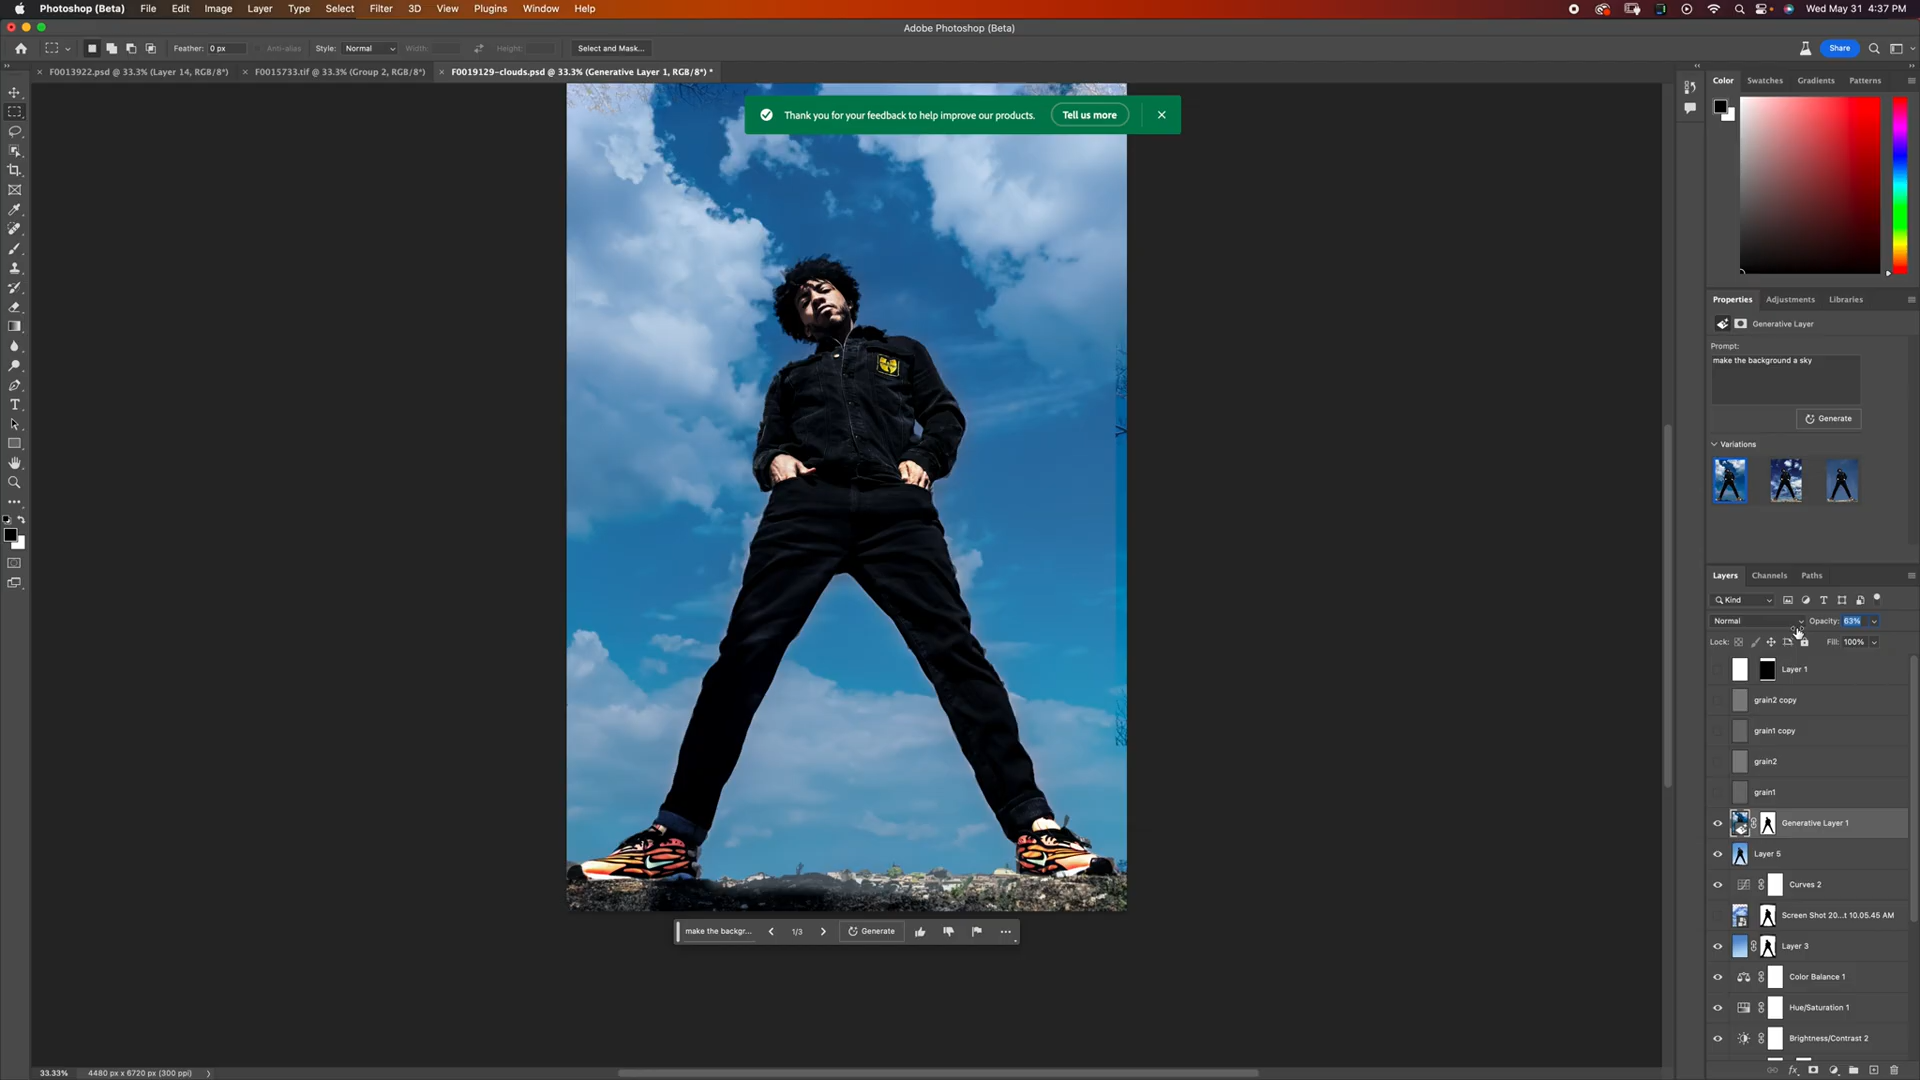 Photoshop (Beta) File Edit Image Layer Type Select Filter 3D View Plugins Window Help Wed May 31 4:37 PM
Adobe Photoshop (Beta)
Feather: 0 px Anti-alias Style: Normal Width: Height: Select and Mask... Share
F0013922.psd @ 33.3% (Layer 14, RGB/8*) F0015733.tif @ 33.3% (Group 2, RGB/8*) F0019129-clouds.psd @ 33.3% (Generative Layer 1, RGB/8*) *
Thank you for your feedback to help improve our products. Tell us more
Color Swatches Gradients Patterns
Properties Adjustments Libraries
Generative Layer
Prompt:
make the background a sky
Generate
Variations
Layers Channels Paths
Kind
Normal Opacity: 63%
Lock: Fill: 100%
Layer 1
grain2 copy
grain1 copy
grain2
grain1
Generative Layer 1
Layer 5
Curves 2
Screen Shot 20...t 10.05.45 AM
Layer 3
Color Balance 1
Hue/Saturation 1
Brightness/Contrast 2
make the backgr... 1/3 Generate
33.33% 4480 px x 6720 px (300 ppi)